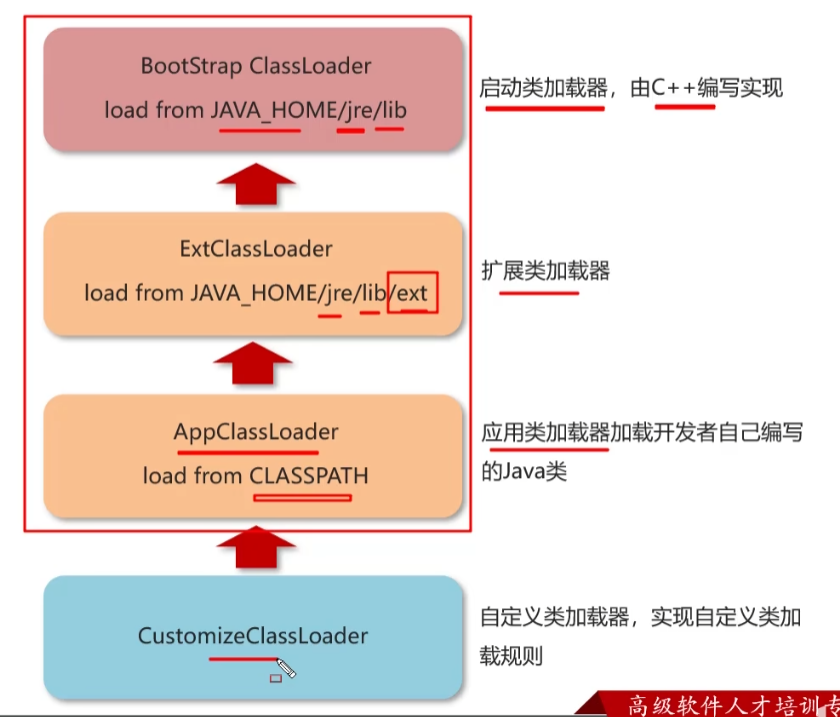 BootStrap ClassLoader
load from JAVA_HOME/jre/lib
启动类加载器，由C++编写实现
ExtClassLoader
load from JAVA_HOME/jre/lib/ext
扩展类加载器
AppClassLoader
load from CLASSPATH
应用类加载器加载开发者自己编写
的Java类
CustomizeClassLoader
自定义类加载器，实现自定义类加
载规则
高级软件人才培训专